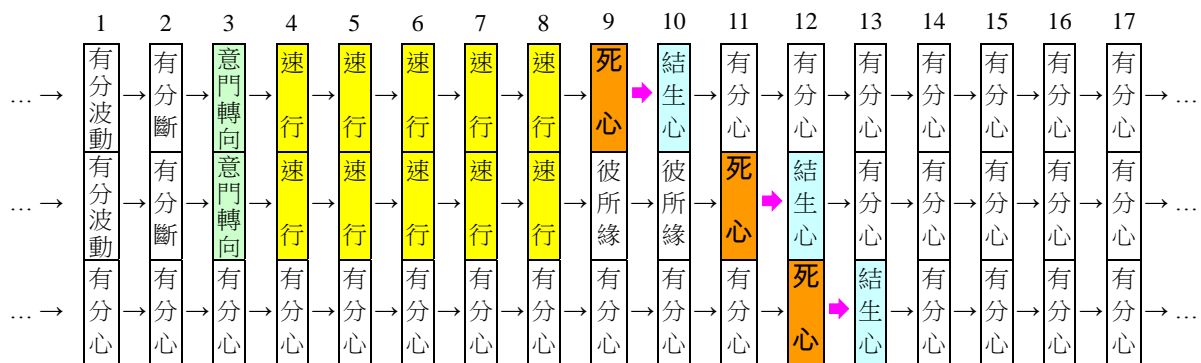 1 2 3 4 5 6 7 8 9 10 11 12 13 14 15 16 17
… → 有分波動 → 有分斷 → 意門轉向 → 速行 → 速行 → 速行 → 速行 → 速行 → 死心 ➡ 結生心 → 有分心 → 有分心 → 有分心 → 有分心 → 有分心 → 有分心 → 有分心 → …
… → 有分波動 → 有分斷 → 意門轉向 → 速行 → 速行 → 速行 → 速行 → 速行 → 彼所緣 → 彼所緣 → 死心 ➡ 結生心 → 有分心 → 有分心 → 有分心 → 有分心 → 有分心 → …
… → 有分心 → 有分心 → 有分心 → 有分心 → 有分心 → 有分心 → 有分心 → 有分心 → 有分心 → 有分心 → 有分心 → 死心 ➡ 結生心 → 有分心 → 有分心 → 有分心 → 有分心 → …